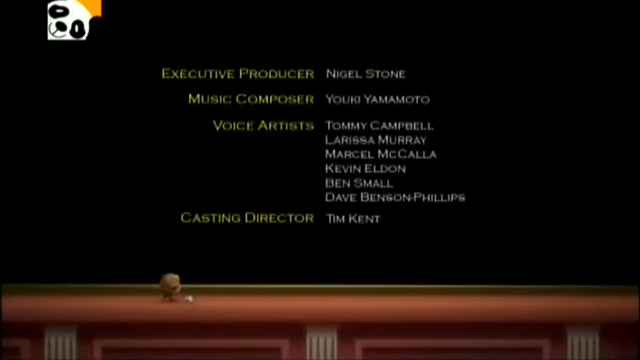 EXECUTIVE PRODUCER NIGEL STONE
MUSIC COMPOSER YOUKI YAMAMOTO
VOICE ARTISTS TOMMY CAMPBELL
LARISSA MURRAY
MARCEL MCCALLA
KEVIN ELDON
BEN SMALL
DAVE BENSON-PHILLIPS
CASTING DIRECTOR TIM KENT